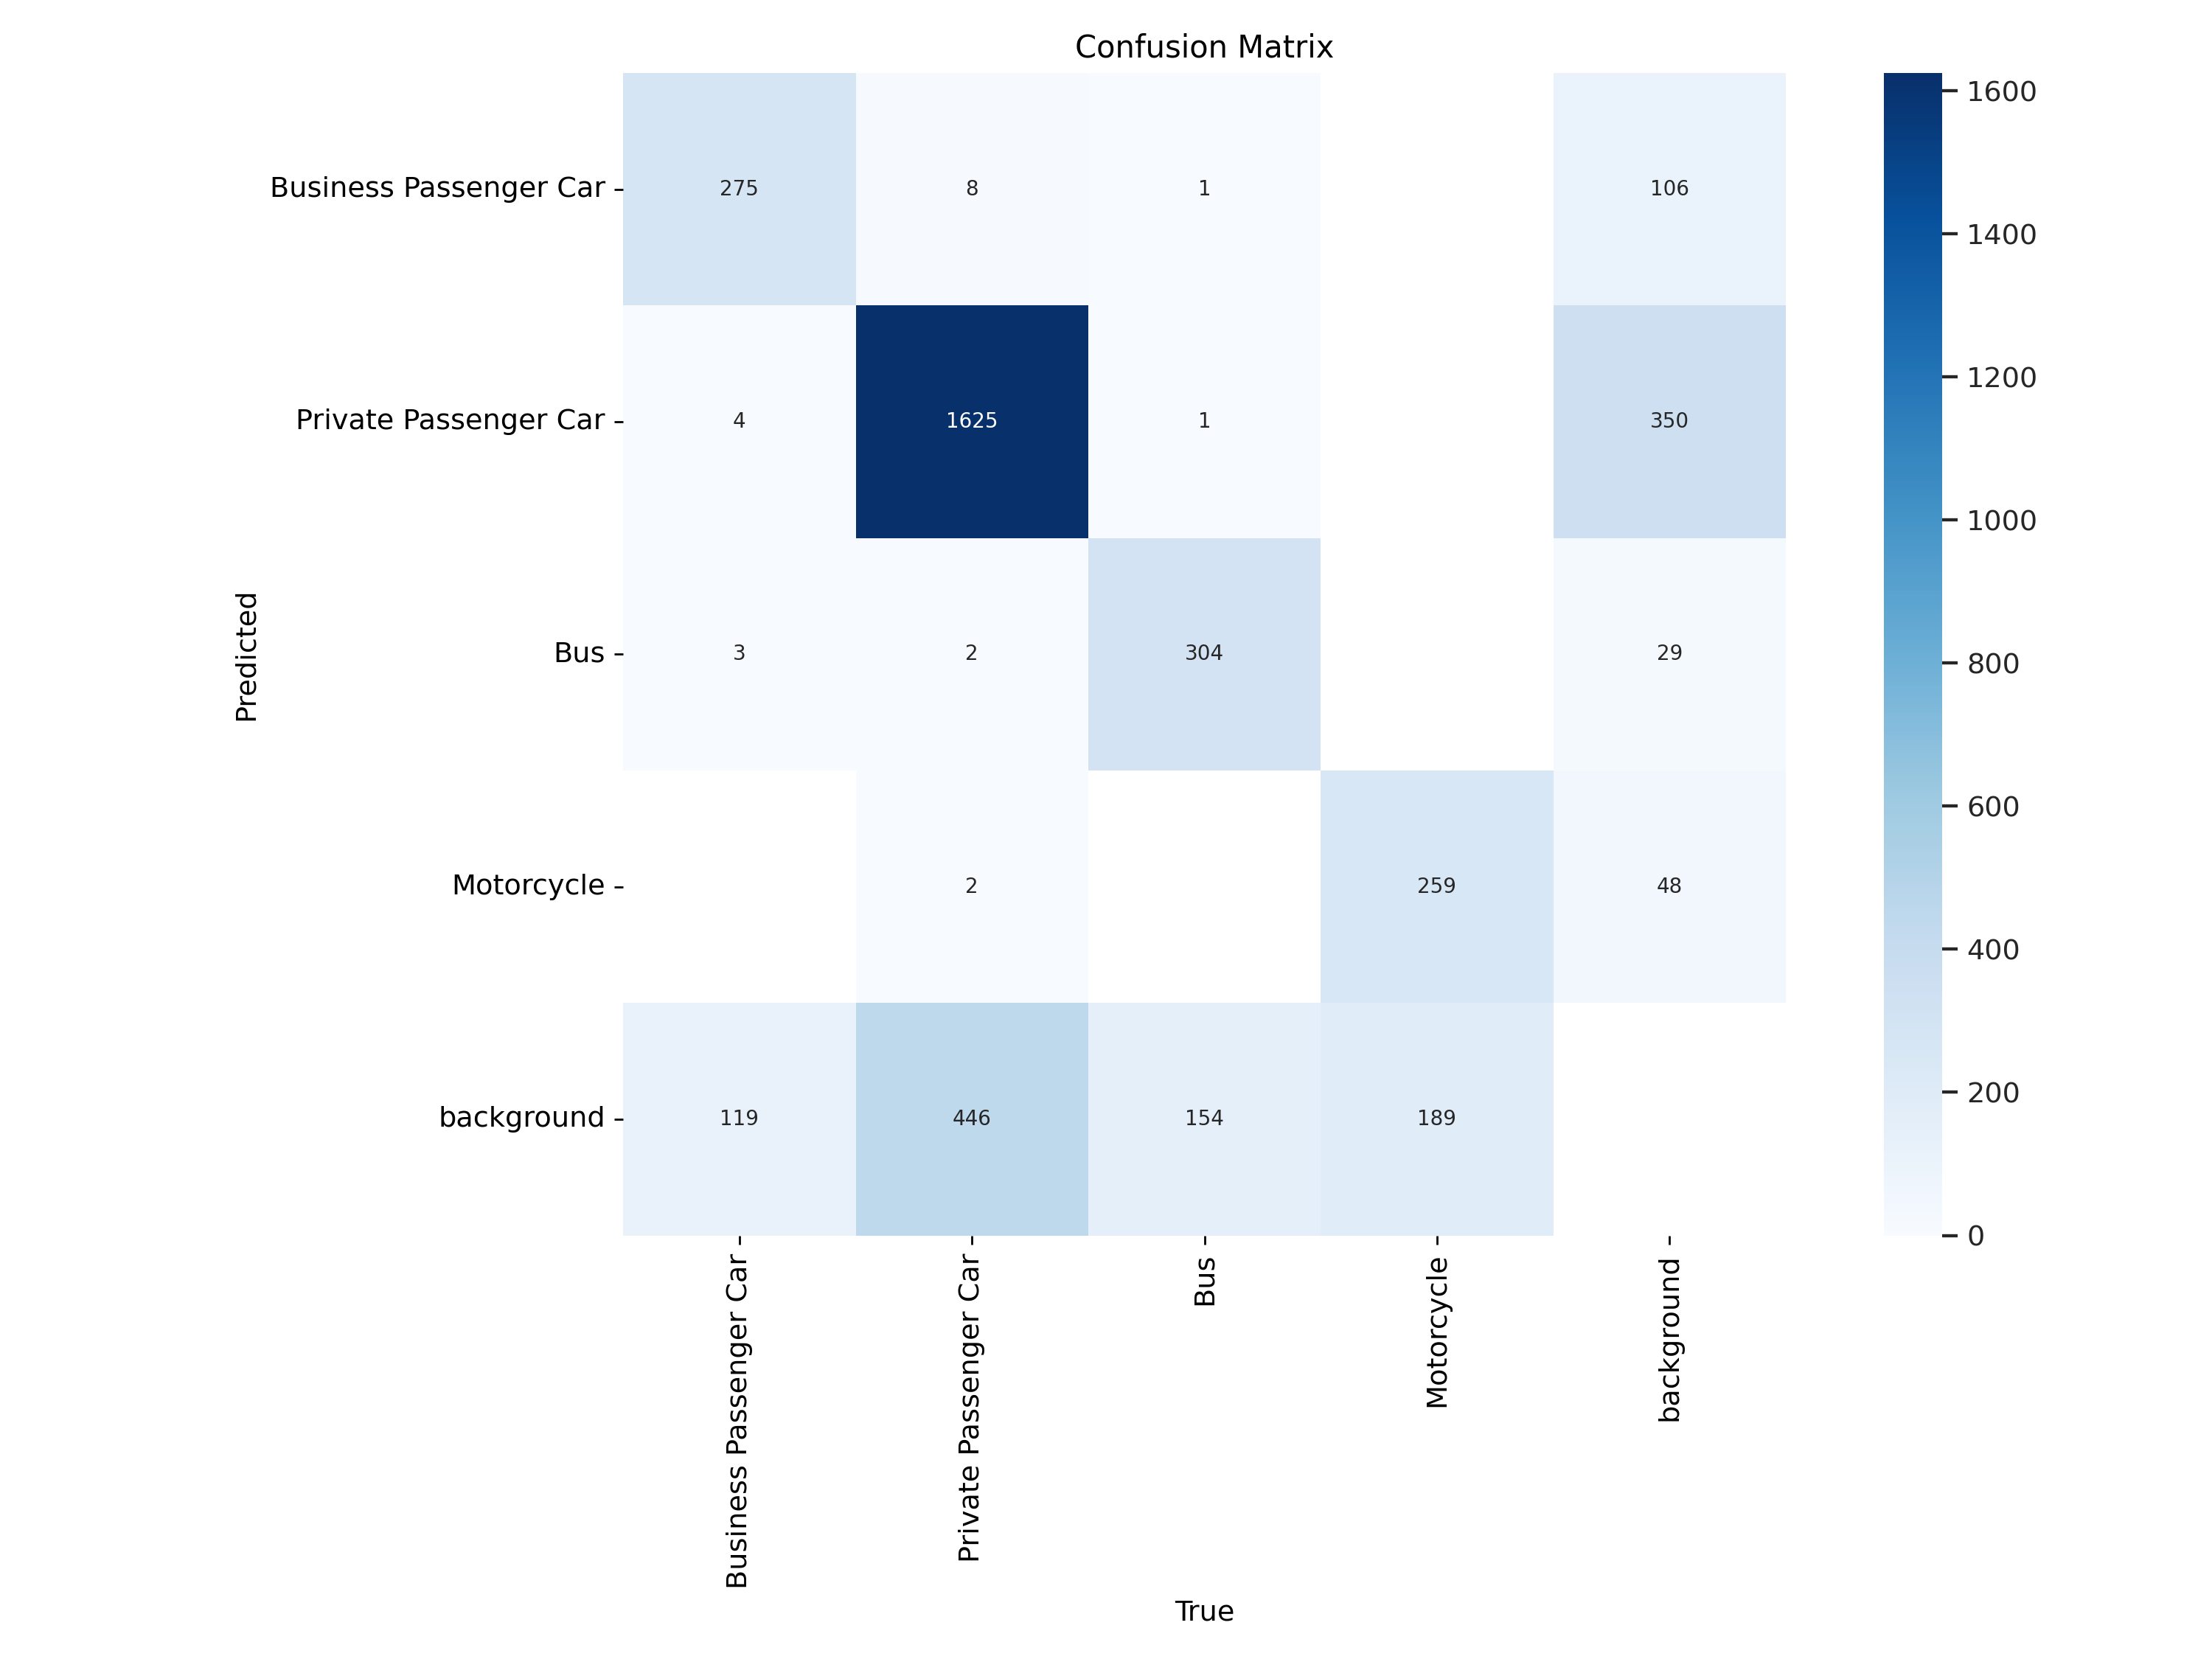 Confusion Matrix
Business Passenger Car 275 8 1 106
Private Passenger Car 4 1625 1 350
Bus 3 2 304 29
Motorcycle 2 259 48
background 119 446 154 189
Predicted
Business Passenger Car
Private Passenger Car
Bus
Motorcycle
background
True
1600
1400
1200
1000
800
600
400
200
0